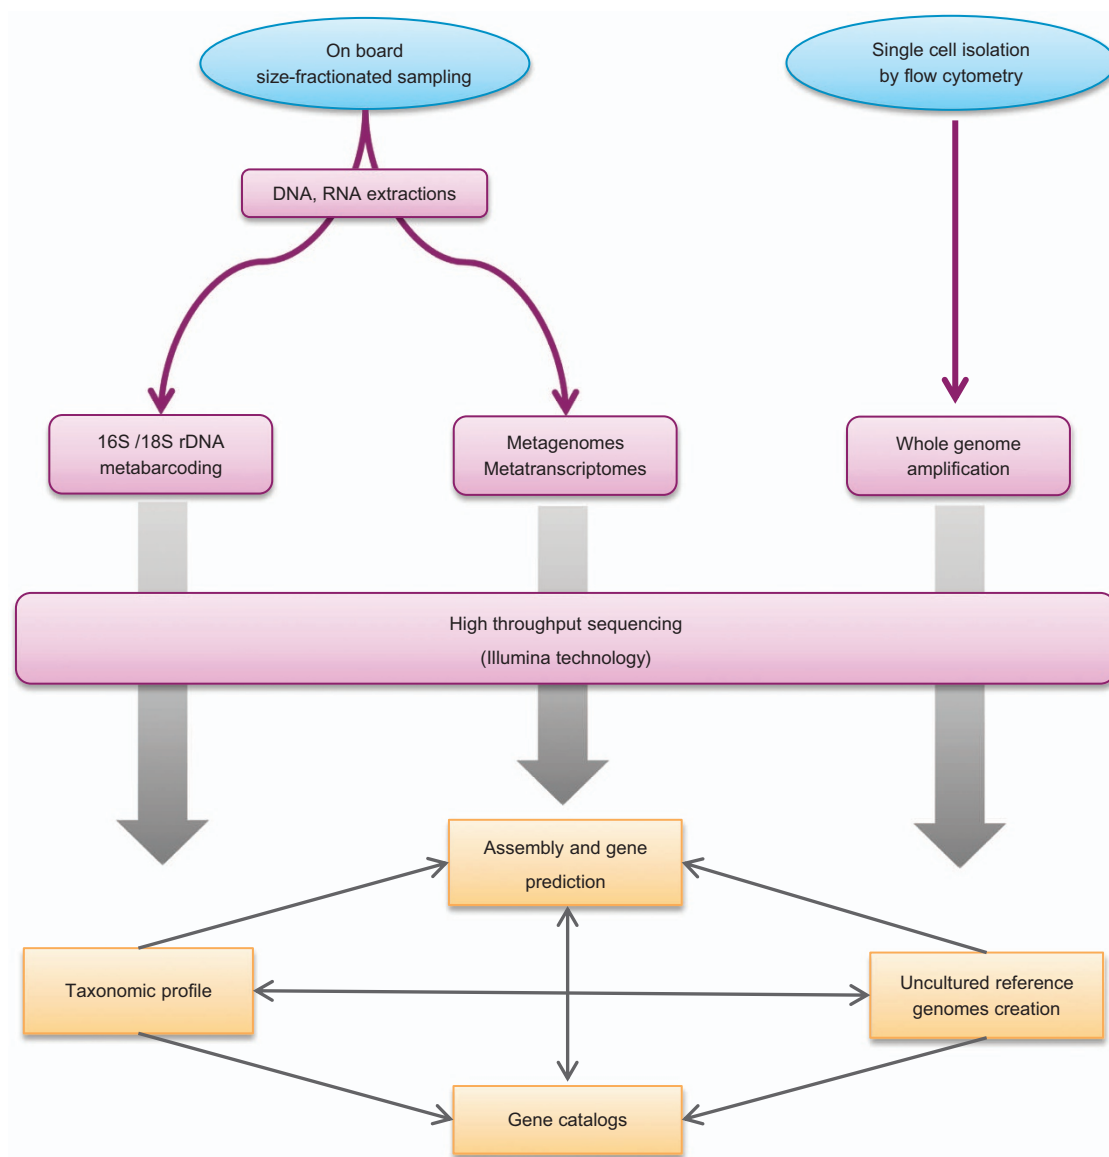 On board
size-fractionated sampling
Single cell isolation
by flow cytometry
DNA, RNA extractions
16S /18S rDNA
metabarcoding
Metagenomes
Metatranscriptomes
Whole genome
amplification
High throughput sequencing
(Illumina technology)
Assembly and gene
prediction
Taxonomic profile
Uncultured reference
genomes creation
Gene catalogs